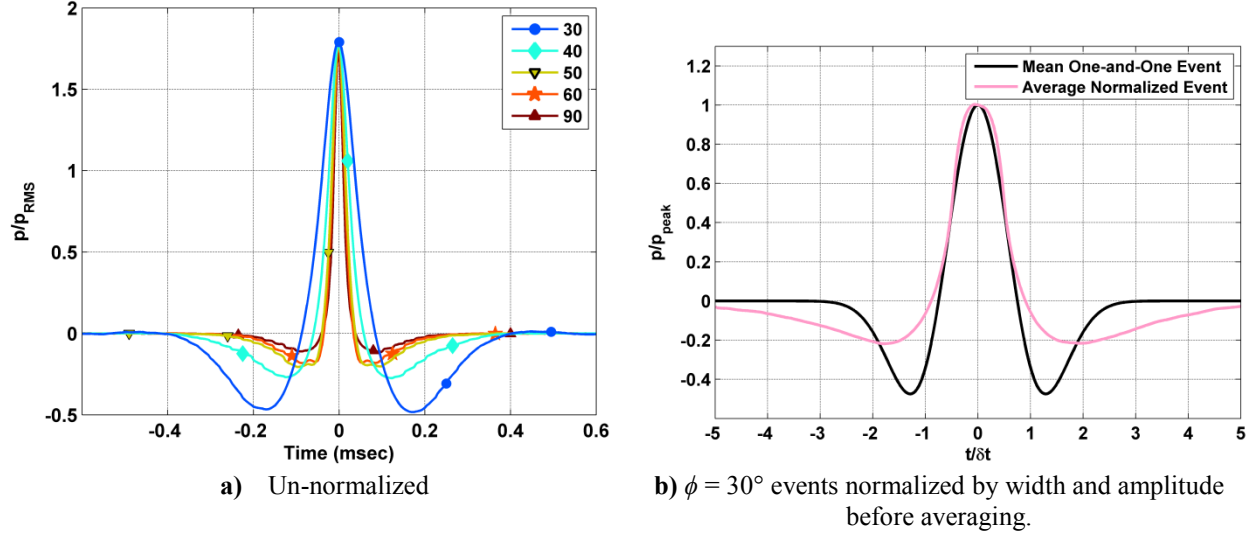 30
40
50
60
90
2
1.5
1
0.5
0
-0.5
p/pRMS
-0.4 -0.2 0 0.2 0.4 0.6
Time (msec)
a) Un-normalized
Mean One-and-One Event
Average Normalized Event
1.2
1
0.8
0.6
0.4
0.2
0
-0.2
-0.4
p/ppeak
-5 -4 -3 -2 -1 0 1 2 3 4 5
t/δt
b) ϕ = 30° events normalized by width and amplitude
before averaging.